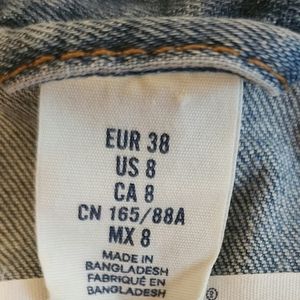 EUR 38
US 8
CA 8
CN 165/88A
MX 8
MADE IN
BANGLADESH
FABRIQUÉ EN
BANGLADESH
®